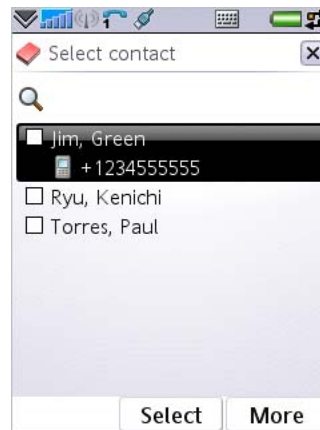 Select contact
Jim, Green
+1234555555
Ryu, Kenichi
Torres, Paul
Select
More